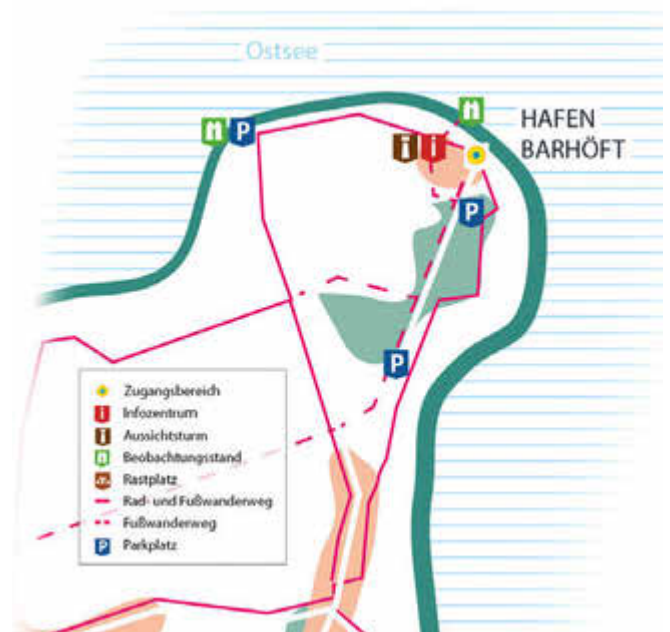 Ostsee
HAFEN
BARHÖFT
P
P
P
Zugangsbereich
Infozentrum
Aussichtsturm
Beobachtungsstand
Rastplatz
Rad- und Fußwanderweg
Fußwanderweg
P Parkplatz